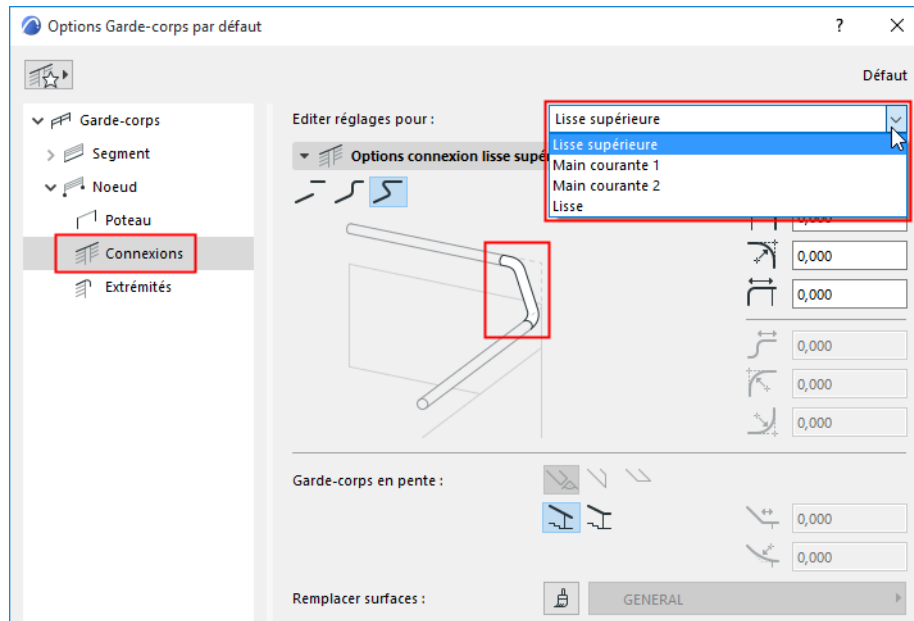 Options Garde-corps par défaut
?
Défaut
Garde-corps
Segment
Noeud
Poteau
Connexions
Extrémités
Editer réglages pour :
Lisse supérieure
Lisse supérieure
Main courante 1
Main courante 2
Lisse
Options connexion lisse supé
0,000
0,000
0,000
0,000
0,000
0,000
Garde-corps en pente :
0,000
0,000
Remplacer surfaces :
GENERAL